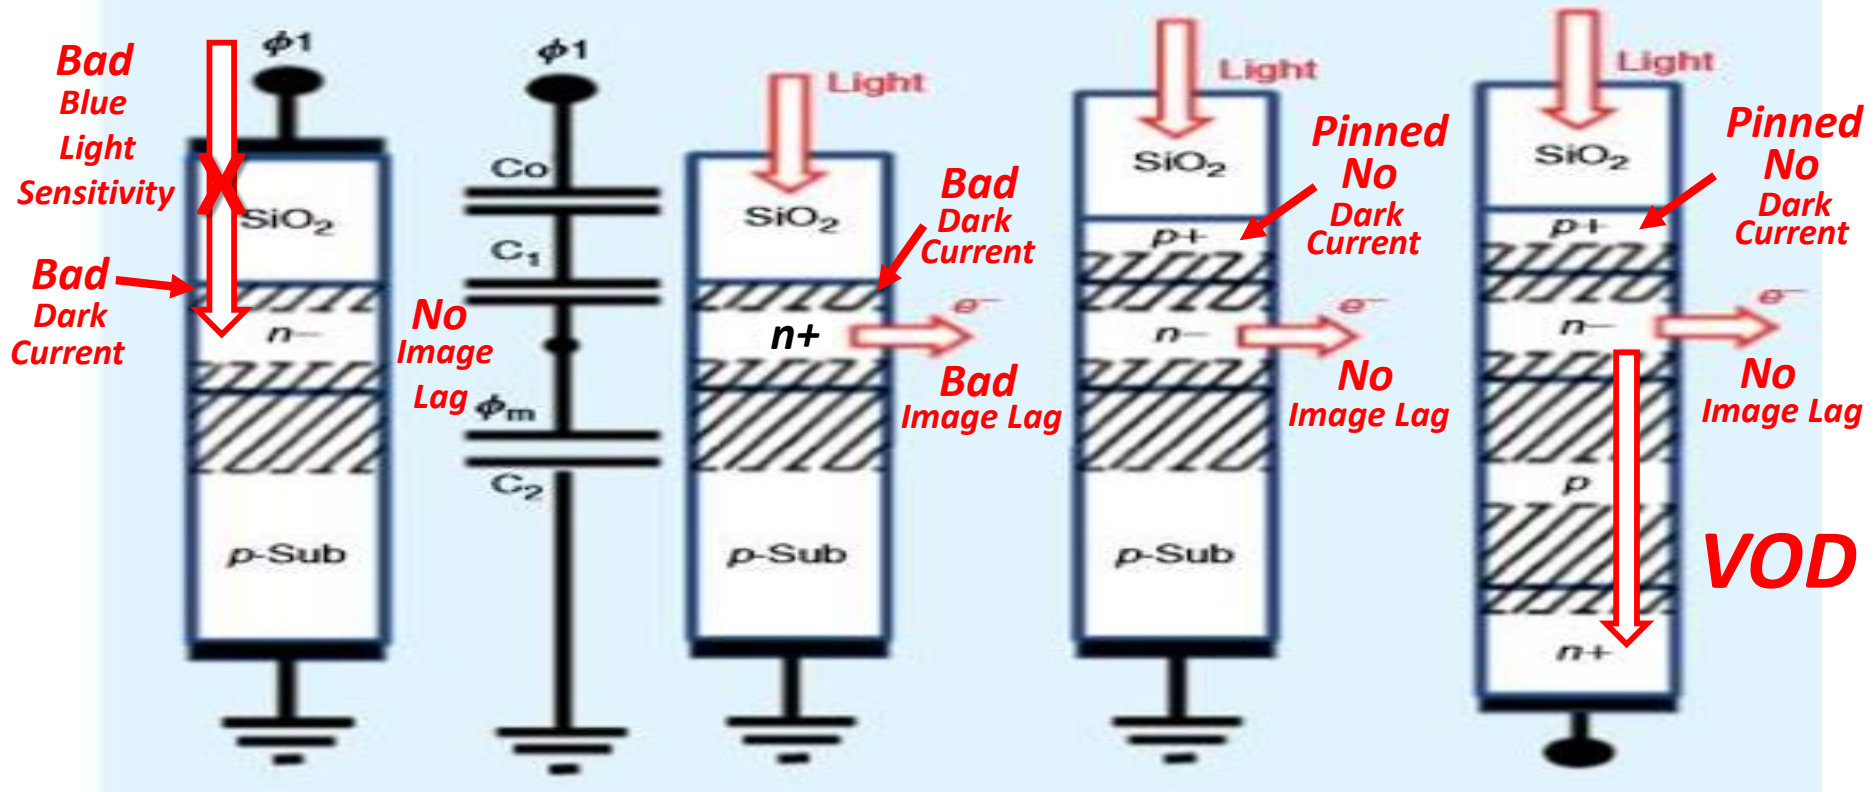 Bad
Blue
Light
Sensitivity
ϕ1
SiO₂
Bad
Dark
Current
n−
p-Sub
ϕ1
Co
C₁
No
Image
Lag
ϕm
C₂
Light
SiO₂
Bad
Dark
Current
n+
e−
Bad
Image Lag
p-Sub
Light
SiO₂
Pinned
No
Dark
Current
p+
e−
n−
No
Image Lag
p-Sub
Light
SiO₂
Pinned
No
Dark
Current
p+
e−
n−
No
Image Lag
p
VOD
n+